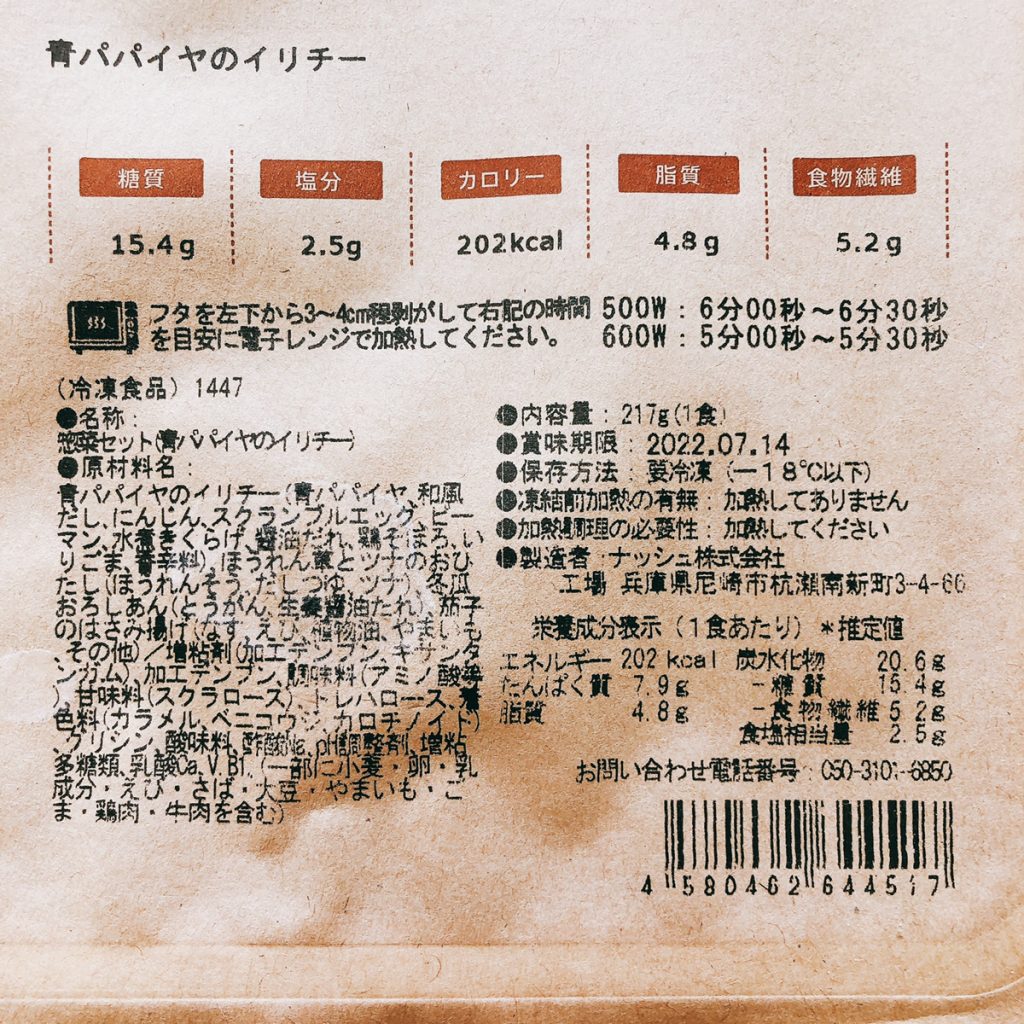 青パパイヤのイリチー
糖質 塩分 カロリー 脂質 食物繊維
15.4g 2.5g 202kcal 4.8g 5.2g
フタを左下から3〜4cm程剥がして右記の時間
を目安に電子レンジで加熱してください。
500W：6分00秒〜6分30秒
600W：5分00秒〜5分30秒
(冷凍食品) 1447
●名称：
惣菜セット(青パパイヤのイリチー)
●原材料名：
青パパイヤのイリチー(青パパイヤ、和風
だし、にんじん、スクランブルエッグ、ピー
マン、水煮きくらげ、醤油だれ、鶏そぼろ、い
りごま、香辛料)、ほうれん草とツナのおひ
たし(ほうれんそう、だしつゆ、ツナ)、冬瓜
おろしあん(とうがん、生姜醤油たれ)、茄子
のはさみ揚げ(なす、えび、植物油、やまいも
、その他)／増粘剤(加工デンプン、キサンタ
ンガム)、加工デンプン、調味料(アミノ酸等
)、甘味料(スクラロース)、トレハロース、着
色料(カラメル、ベニコウジ、カロチノイド)
、グリシン、酸味料、酢酸Na、pH調整剤、増粘
多糖類、乳酸Ca、V.B1、(一部に小麦・卵・乳
成分・えび・さば・大豆・やまいも・ご
ま・鶏肉・牛肉を含む)
●内容量：217g(1食)
●賞味期限：2022.07.14
●保存方法：要冷凍(－18℃以下)
●凍結前加熱の有無：加熱してありません
●加熱調理の必要性：加熱してください
●製造者：ナッシュ株式会社
工場 兵庫県尼崎市杭瀬南新町3-4-66
栄養成分表示(1食あたり) *推定値
エネルギー 202 kcal 炭水化物 20.6g
たんぱく質 7.9g －糖質 15.4g
脂質 4.8g －食物繊維 5.2g
食塩相当量 2.5g
お問い合わせ電話番号：050-3101-6850
4 580462 644517